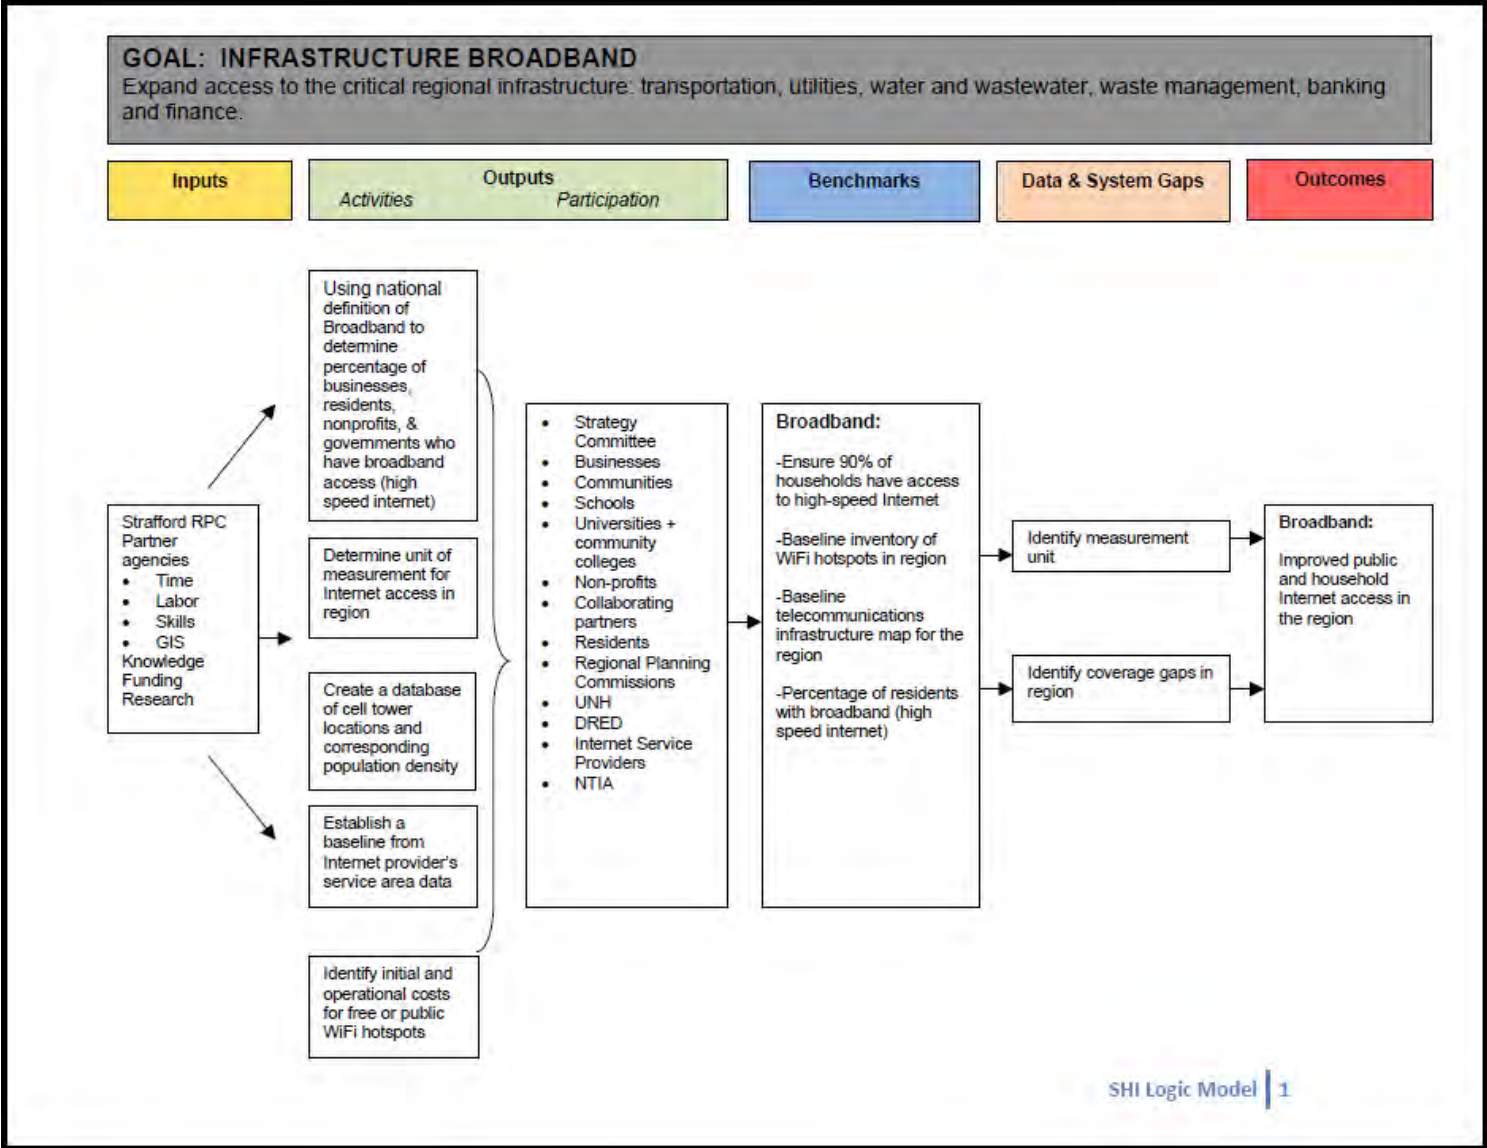 GOAL: INFRASTRUCTURE BROADBAND
Expand access to the critical regional infrastructure: transportation, utilities, water and wastewater, waste management, banking
and finance.
Inputs
Outputs
Activities Participation
Benchmarks
Data & System Gaps
Outcomes
Strafford RPC
Partner
agencies
• Time
• Labor
• Skills
• GIS
Knowledge
Funding
Research
Using national
definition of
Broadband to
determine
percentage of
businesses,
residents,
nonprofits, &
governments who
have broadband
access (high
speed internet)
Determine unit of
measurement for
Internet access in
region
Create a database
of cell tower
locations and
corresponding
population density
Establish a
baseline from
Internet provider's
service area data
Identify initial and
operational costs
for free or public
WiFi hotspots
• Strategy
Committee
• Businesses
• Communities
• Schools
• Universities +
community
colleges
• Non-profits
• Collaborating
partners
• Residents
• Regional Planning
Commissions
• UNH
• DRED
• Internet Service
Providers
• NTIA
Broadband:
-Ensure 90% of
households have access
to high-speed Internet
-Baseline inventory of
WiFi hotspots in region
-Baseline
telecommunications
infrastructure map for the
region
-Percentage of residents
with broadband (high
speed internet)
Identify measurement
unit
Identify coverage gaps in
region
Broadband:
Improved public
and household
Internet access in
the region
SHI Logic Model | 1